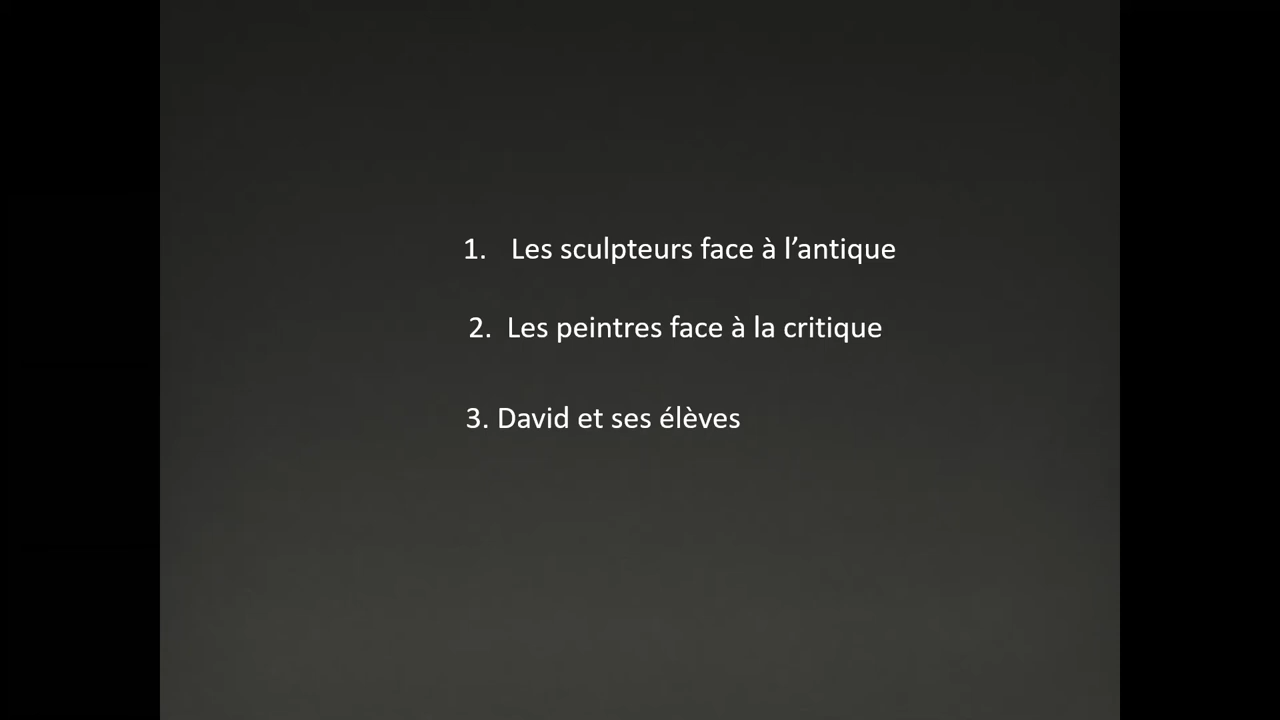 1. Les sculpteurs face à l’antique
2. Les peintres face à la critique
3. David et ses élèves